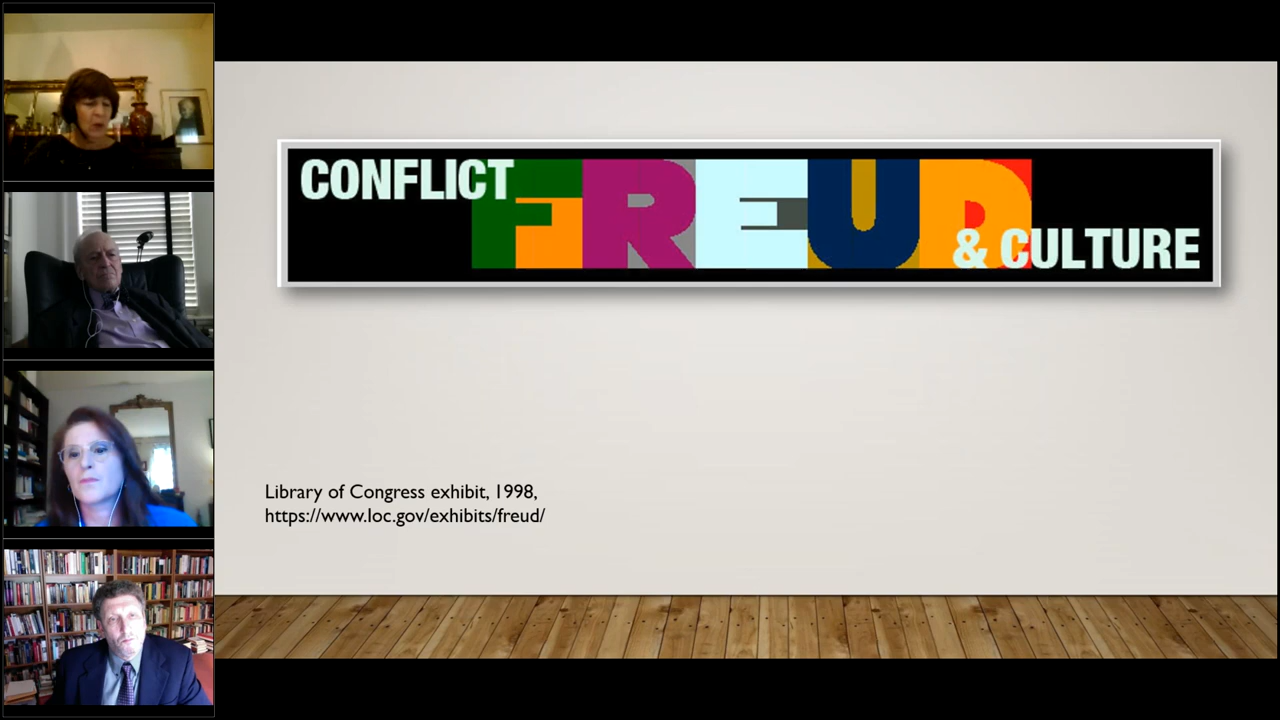 CONFLICT
FREUD
& CULTURE
Library of Congress exhibit, 1998,
https://www.loc.gov/exhibits/freud/